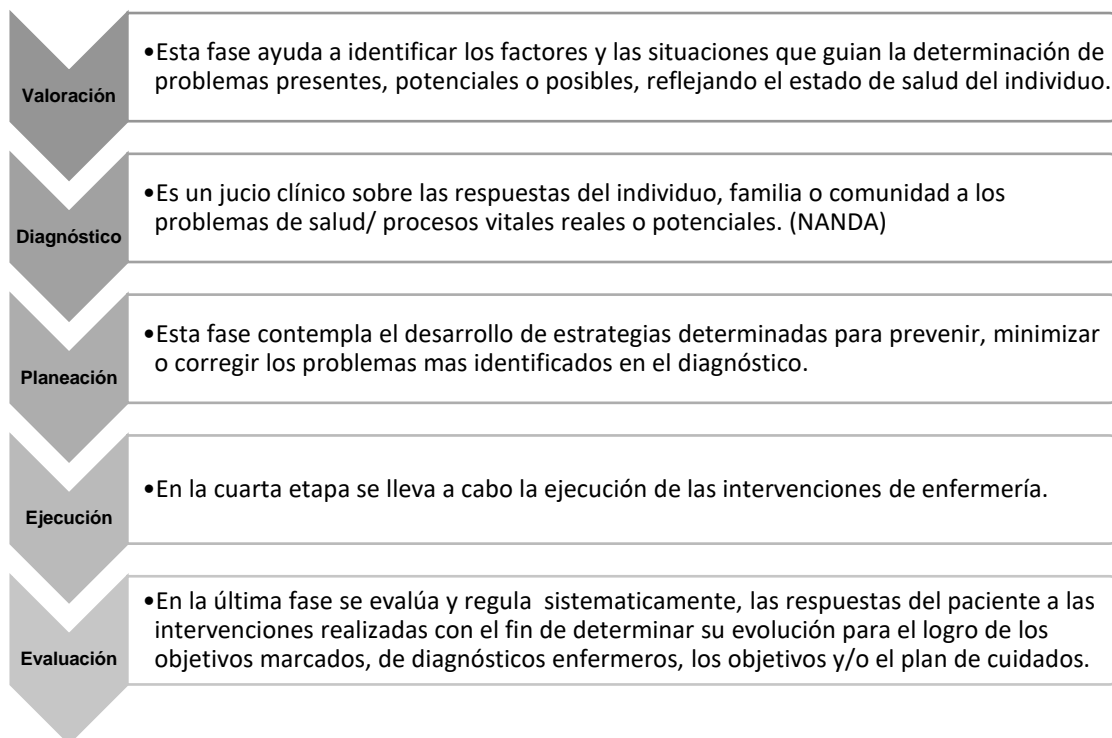 Valoración
•Esta fase ayuda a identificar los factores y las situaciones que guian la determinación de
problemas presentes, potenciales o posibles, reflejando el estado de salud del individuo.
Diagnóstico
•Es un jucio clínico sobre las respuestas del individuo, familia o comunidad a los
problemas de salud/ procesos vitales reales o potenciales. (NANDA)
Planeación
•Esta fase contempla el desarrollo de estrategias determinadas para prevenir, minimizar
o corregir los problemas mas identificados en el diagnóstico.
Ejecución
•En la cuarta etapa se lleva a cabo la ejecución de las intervenciones de enfermería.
Evaluación
•En la última fase se evalúa y regula sistematicamente, las respuestas del paciente a las
intervenciones realizadas con el fin de determinar su evolución para el logro de los
objetivos marcados, de diagnósticos enfermeros, los objetivos y/o el plan de cuidados.